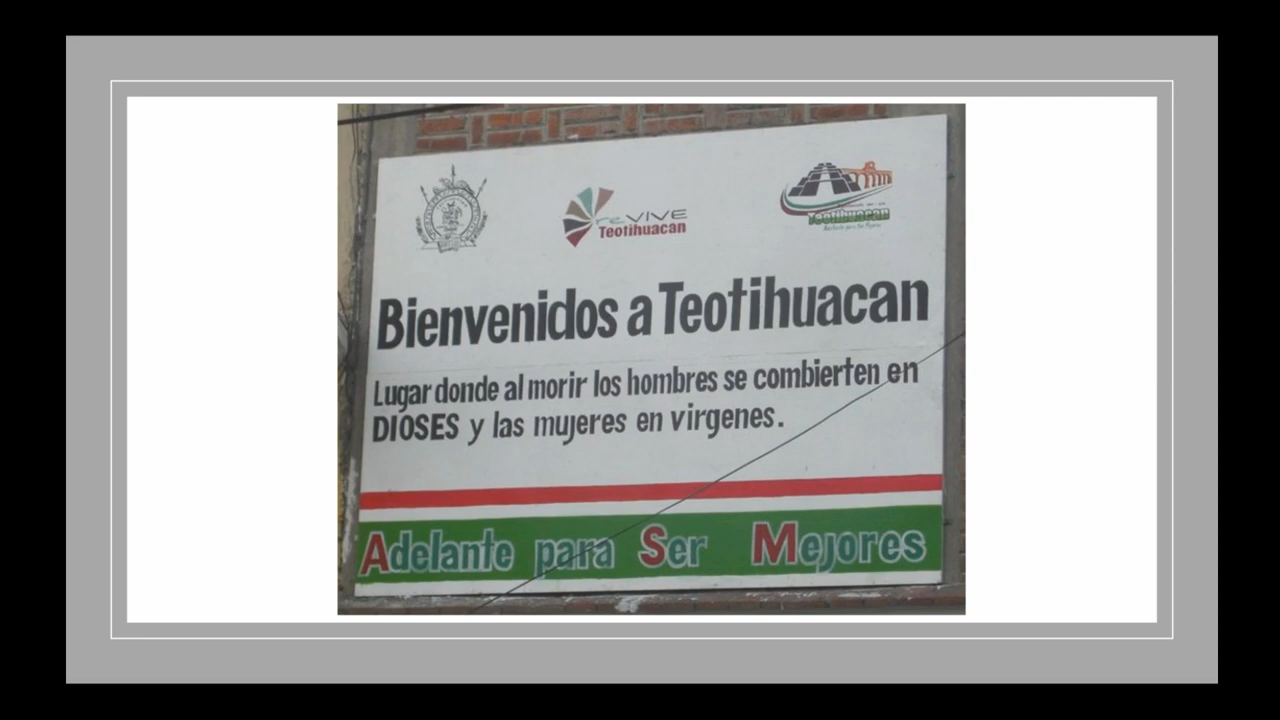 reVIVE
Teotihuacan
Teotihuacan
Bienvenidos a Teotihuacan
Lugar donde al morir los hombres se combierten en
DIOSES y las mujeres en virgenes.
Adelante para Ser Mejores